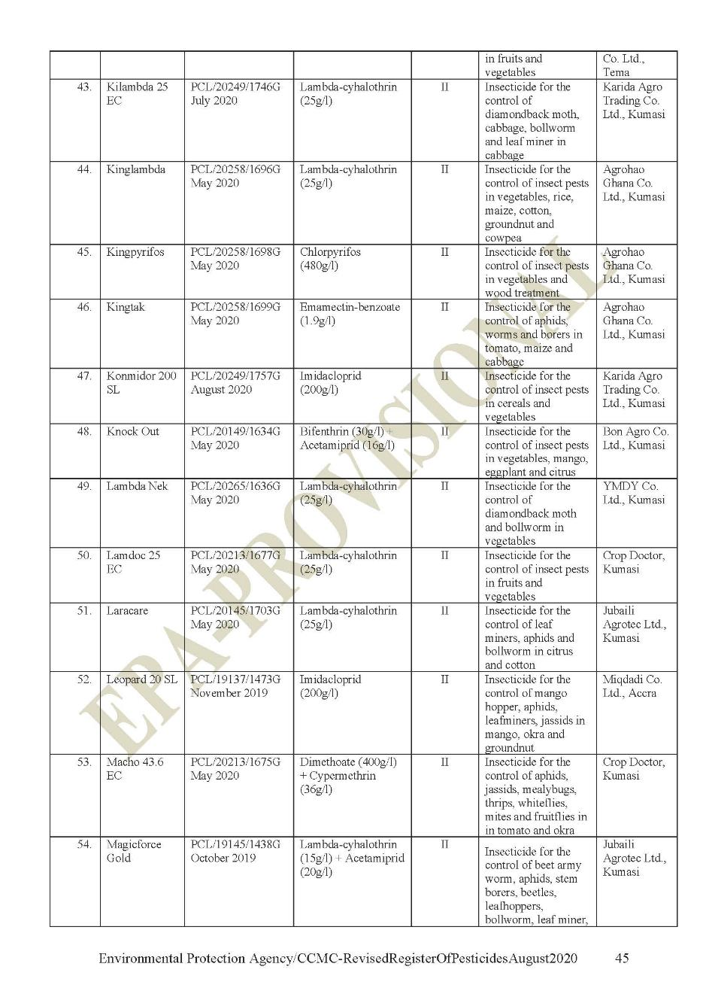 in fruits and vegetables Co. Ltd., Tema
43. Kilambda 25 EC PCL/20249/1746G July 2020 Lambda-cyhalothrin (25g/l) II Insecticide for the control of diamondback moth, cabbage, bollworm and leaf miner in cabbage Karida Agro Trading Co. Ltd., Kumasi
44. Kinglambda PCL/20258/1696G May 2020 Lambda-cyhalothrin (25g/l) II Insecticide for the control of insect pests in vegetables, rice, maize, cotton, groundnut and cowpea Agrohao Ghana Co. Ltd., Kumasi
45. Kingpyrifos PCL/20258/1698G May 2020 Chlorpyrifos (480g/l) II Insecticide for the control of insect pests in vegetables and wood treatment Agrohao Ghana Co. Ltd., Kumasi
46. Kingtak PCL/20258/1699G May 2020 Emamectin-benzoate (1.9g/l) II Insecticide for the control of aphids, worms and borers in tomato, maize and cabbage Agrohao Ghana Co. Ltd., Kumasi
47. Konmidor 200 SL PCL/20249/1757G August 2020 Imidacloprid (200g/l) II Insecticide for the control of insect pests in cereals and vegetables Karida Agro Trading Co. Ltd., Kumasi
48. Knock Out PCL/20149/1634G May 2020 Bifenthrin (30g/l) + Acetamiprid (16g/l) II Insecticide for the control of insect pests in vegetables, mango, eggplant and citrus Bon Agro Co. Ltd., Kumasi
49. Lambda Nek PCL/20265/1636G May 2020 Lambda-cyhalothrin (25g/l) II Insecticide for the control of diamondback moth and bollworm in vegetables YMDY Co. Ltd., Kumasi
50. Lamdoc 25 EC PCL/20213/1677G May 2020 Lambda-cyhalothrin (25g/l) II Insecticide for the control of insect pests in fruits and vegetables Crop Doctor, Kumasi
51. Laracare PCL/20145/1703G May 2020 Lambda-cyhalothrin (25g/l) II Insecticide for the control of leaf miners, aphids and bollworm in citrus and cotton Jubaili Agrotec Ltd., Kumasi
52. Leopard 20 SL PCL/19137/1473G November 2019 Imidacloprid (200g/l) II Insecticide for the control of mango hopper, aphids, leafminers, jassids in mango, okra and groundnut Miqdadi Co. Ltd., Accra
53. Macho 43.6 EC PCL/20213/1675G May 2020 Dimethoate (400g/l) + Cypermethrin (36g/l) II Insecticide for the control of aphids, jassids, mealybugs, thrips, whiteflies, mites and fruitflies in in tomato and okra Crop Doctor, Kumasi
54. Magicforce Gold PCL/19145/1438G October 2019 Lambda-cyhalothrin (15g/l) + Acetamiprid (20g/l) II Insecticide for the control of beet army worm, aphids, stem borers, beetles, leafhoppers, bollworm, leaf miner, Jubaili Agrotec Ltd., Kumasi
EPA-PROVISIONAL
Environmental Protection Agency/CCMC-RevisedRegisterOfPesticidesAugust2020 45